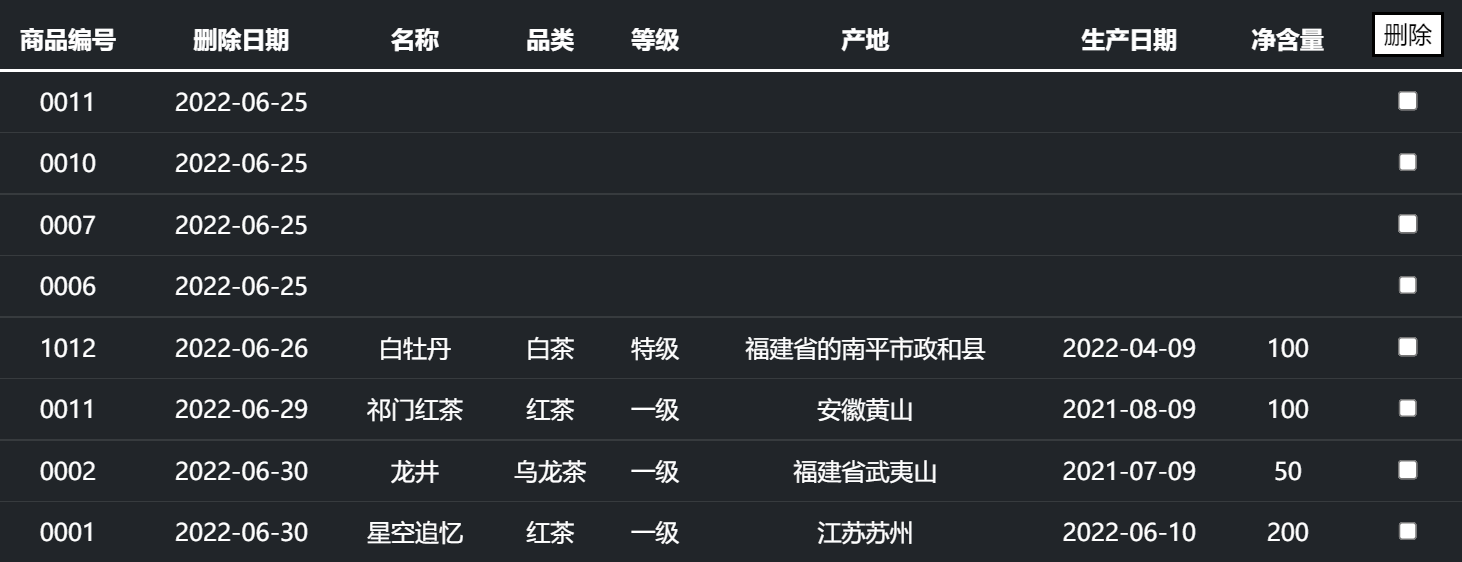 商品编号 删除日期 名称 品类 等级 产地 生产日期 净含量 删除
0011 2022-06-25
0010 2022-06-25
0007 2022-06-25
0006 2022-06-25
1012 2022-06-26 白牡丹 白茶 特级 福建省的南平市政和县 2022-04-09 100
0011 2022-06-29 祁门红茶 红茶 一级 安徽黄山 2021-08-09 100
0002 2022-06-30 龙井 乌龙茶 一级 福建省武夷山 2021-07-09 50
0001 2022-06-30 星空追忆 红茶 一级 江苏苏州 2022-06-10 200